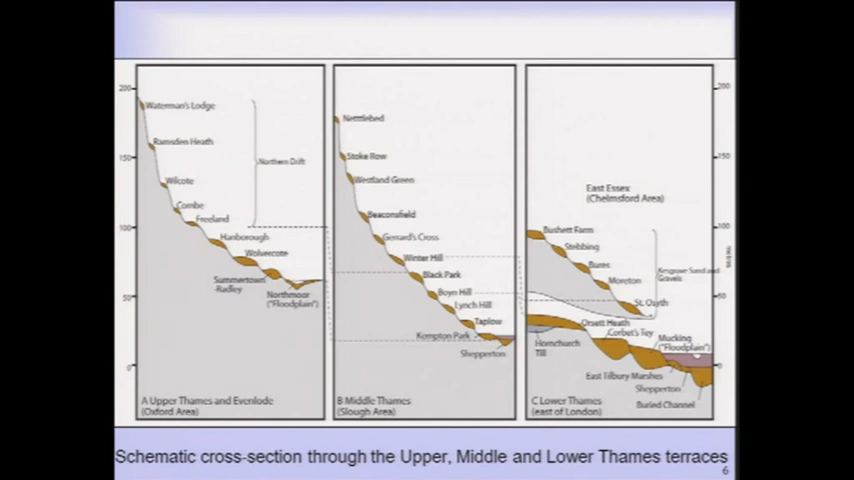 200
150
100
50
0
Waterman's Lodge
Ramsden Heath
Wilcote
Combe
Freeland
Northern Drift
Hanborough
Wolvercote
Summertown
-Radley
Northmoor
("Floodplain")
A Upper Thames and Evenlode
(Oxford Area)
Nettlebed
Stoke Row
Westland Green
Beaconsfield
Gerrard's Cross
Winter Hill
Black Park
Boyn Hill
Lynch Hill
Taplow
Kempton Park
Shepperton
B Middle Thames
(Slough Area)
East Essex
(Chelmsford Area)
Bushett Farm
Stebbing
Bures
Moreton
St. Osyth
Kesgrave Sand and
Gravels
Orsett Heath
Corbet's Tey
Mucking
("Floodplain")
Hornchurch
Till
East Tilbury Marshes
Shepperton
Buried Channel
C Lower Thames
(east of London)
200
150
100
50
0
Schematic cross-section through the Upper, Middle and Lower Thames terraces
6